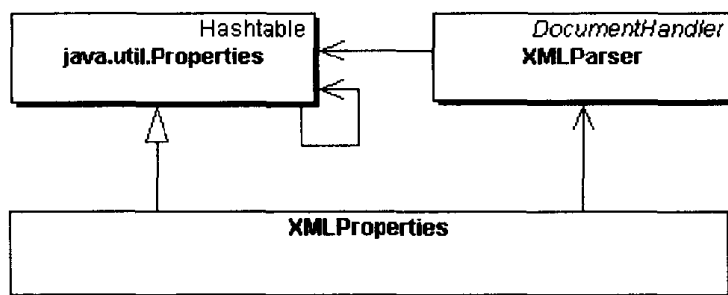 Hashtable
java.util.Properties
DocumentHandler
XMLParser
XMLProperties